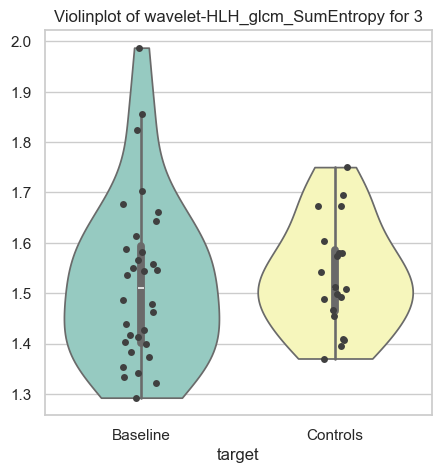 Violinplot of wavelet-HLH_glcm_SumEntropy for 3
2.0
1.9
1.8
1.7
1.6
1.5
1.4
1.3
Baseline
Controls
target